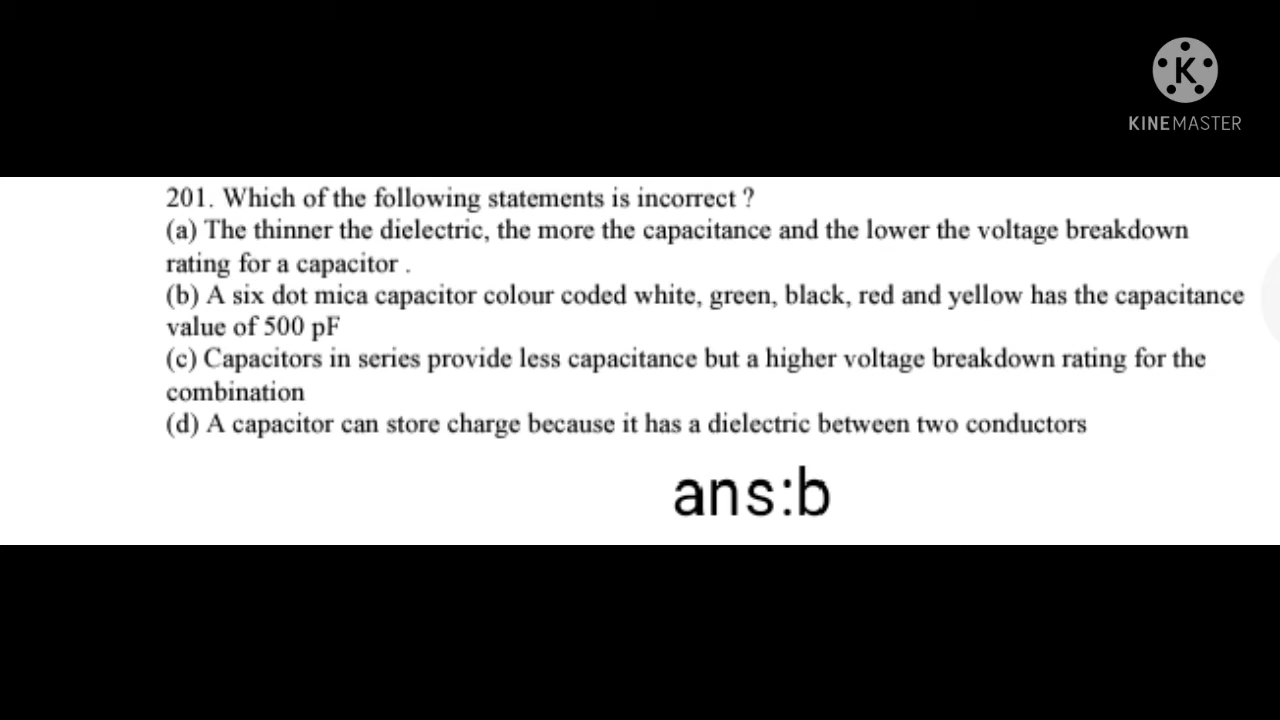 K
KINEMASTER
201. Which of the following statements is incorrect ?
(a) The thinner the dielectric, the more the capacitance and the lower the voltage breakdown
rating for a capacitor .
(b) A six dot mica capacitor colour coded white, green, black, red and yellow has the capacitance
value of 500 pF
(c) Capacitors in series provide less capacitance but a higher voltage breakdown rating for the
combination
(d) A capacitor can store charge because it has a dielectric between two conductors
ans:b